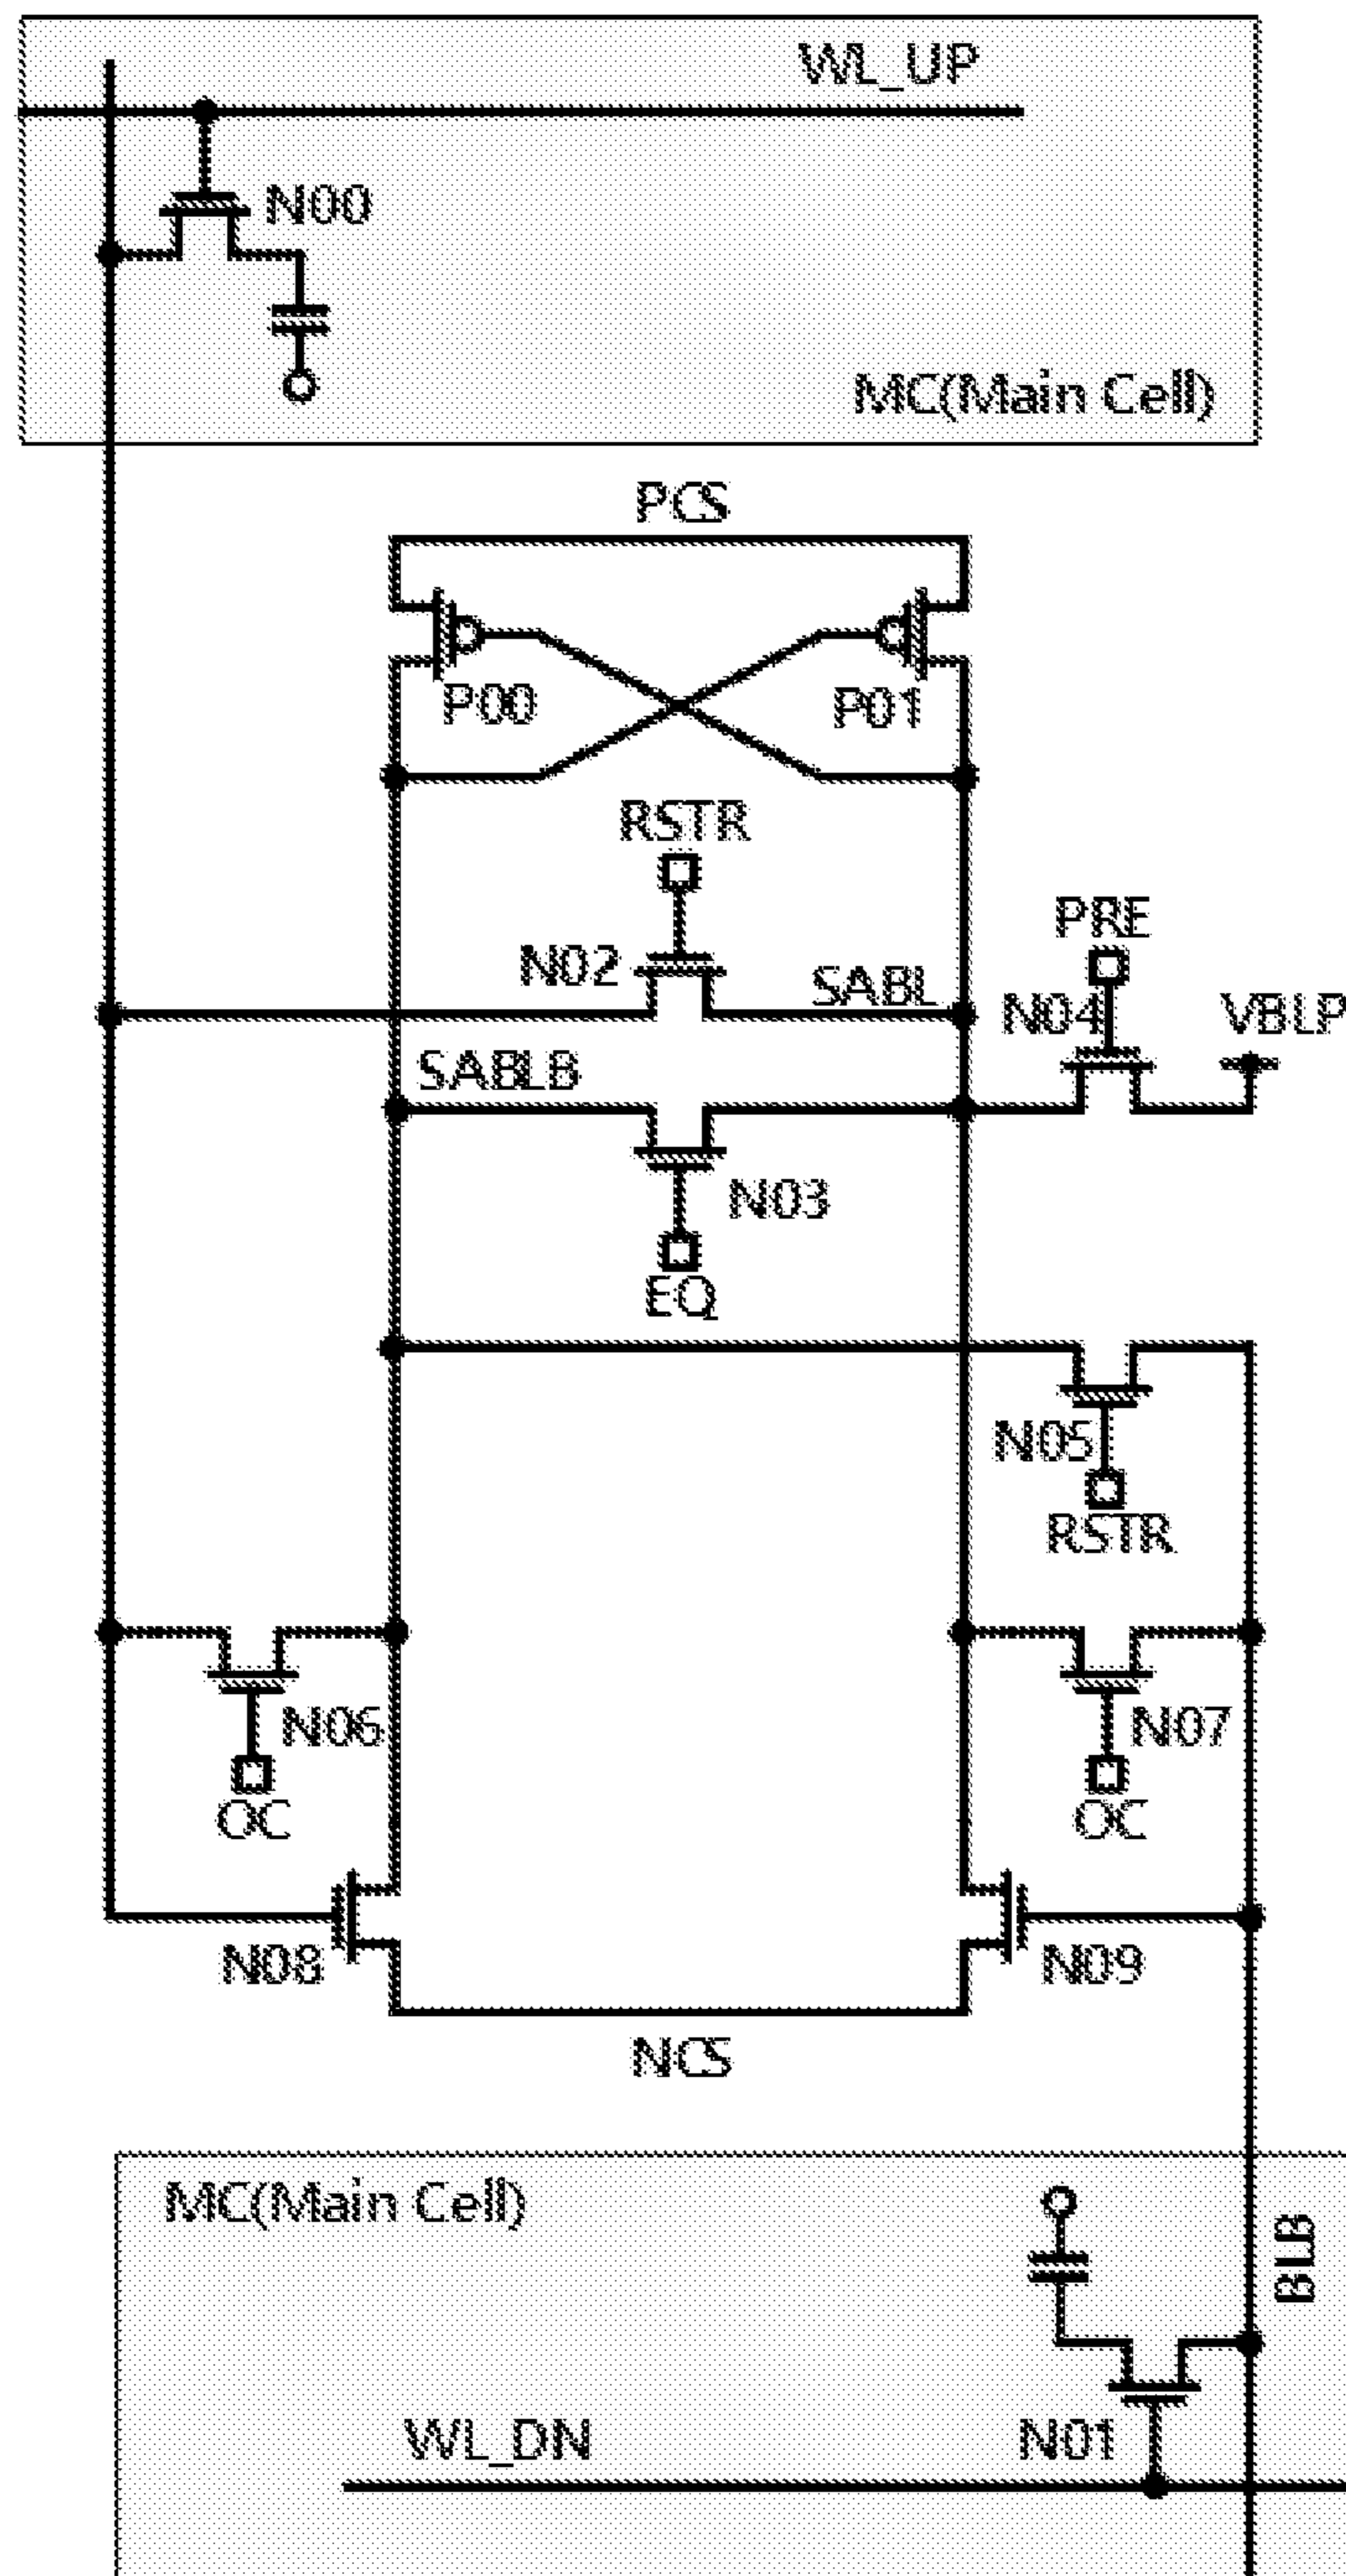 WL_UP
N00
MC(Main Cell)
PCS
P00
P01
RSTR
PRE
N02
SABL
N04
VBLP
SABLB
N03
EQ
N05
RSTR
N06
N07
OC
OC
N08
N09
NCS
MC(Main Cell)
BLB
WL_DN
N01